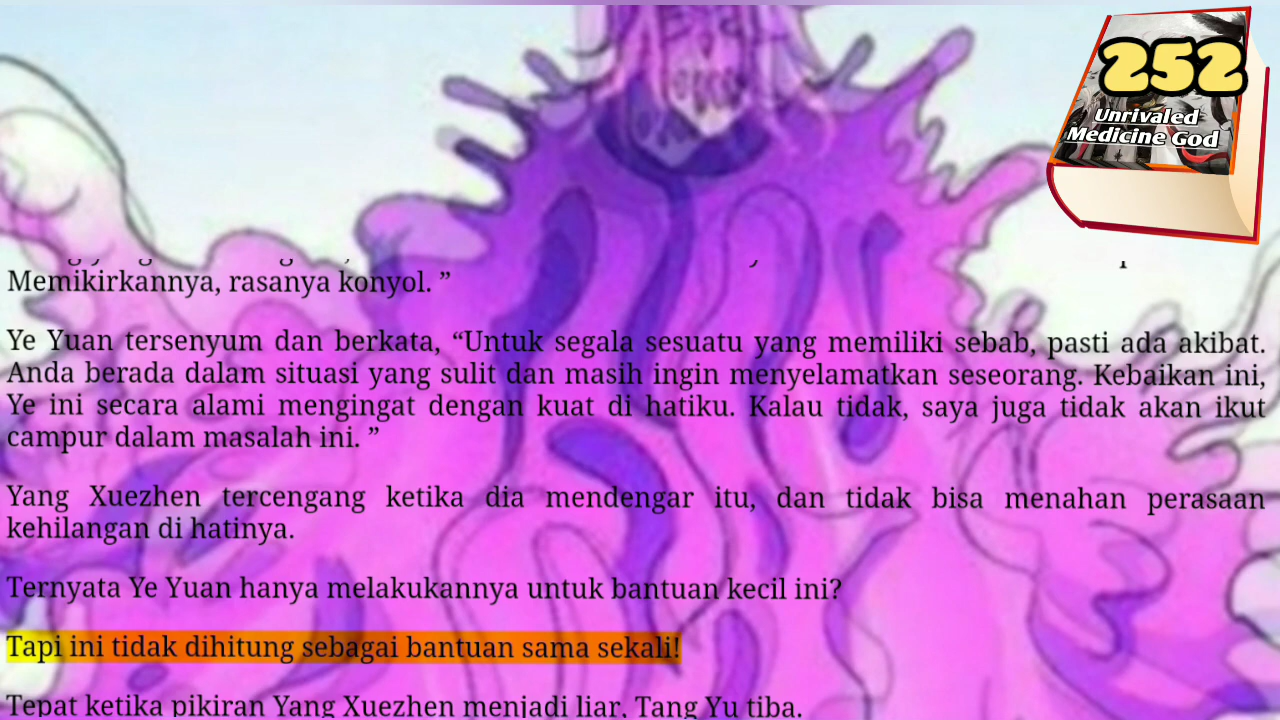 252
Unrivaled
Medicine God
Memikirkannya, rasanya konyol. ”
Ye Yuan tersenyum dan berkata, “Untuk segala sesuatu yang memiliki sebab, pasti ada akibat.
Anda berada dalam situasi yang sulit dan masih ingin menyelamatkan seseorang. Kebaikan ini,
Ye ini secara alami mengingat dengan kuat di hatiku. Kalau tidak, saya juga tidak akan ikut
campur dalam masalah ini. ”
Yang Xuezhen tercengang ketika dia mendengar itu, dan tidak bisa menahan perasaan
kehilangan di hatinya.
Ternyata Ye Yuan hanya melakukannya untuk bantuan kecil ini?
Tapi ini tidak dihitung sebagai bantuan sama sekali!
Tepat ketika pikiran Yang Xuezhen menjadi liar, Tang Yu tiba.